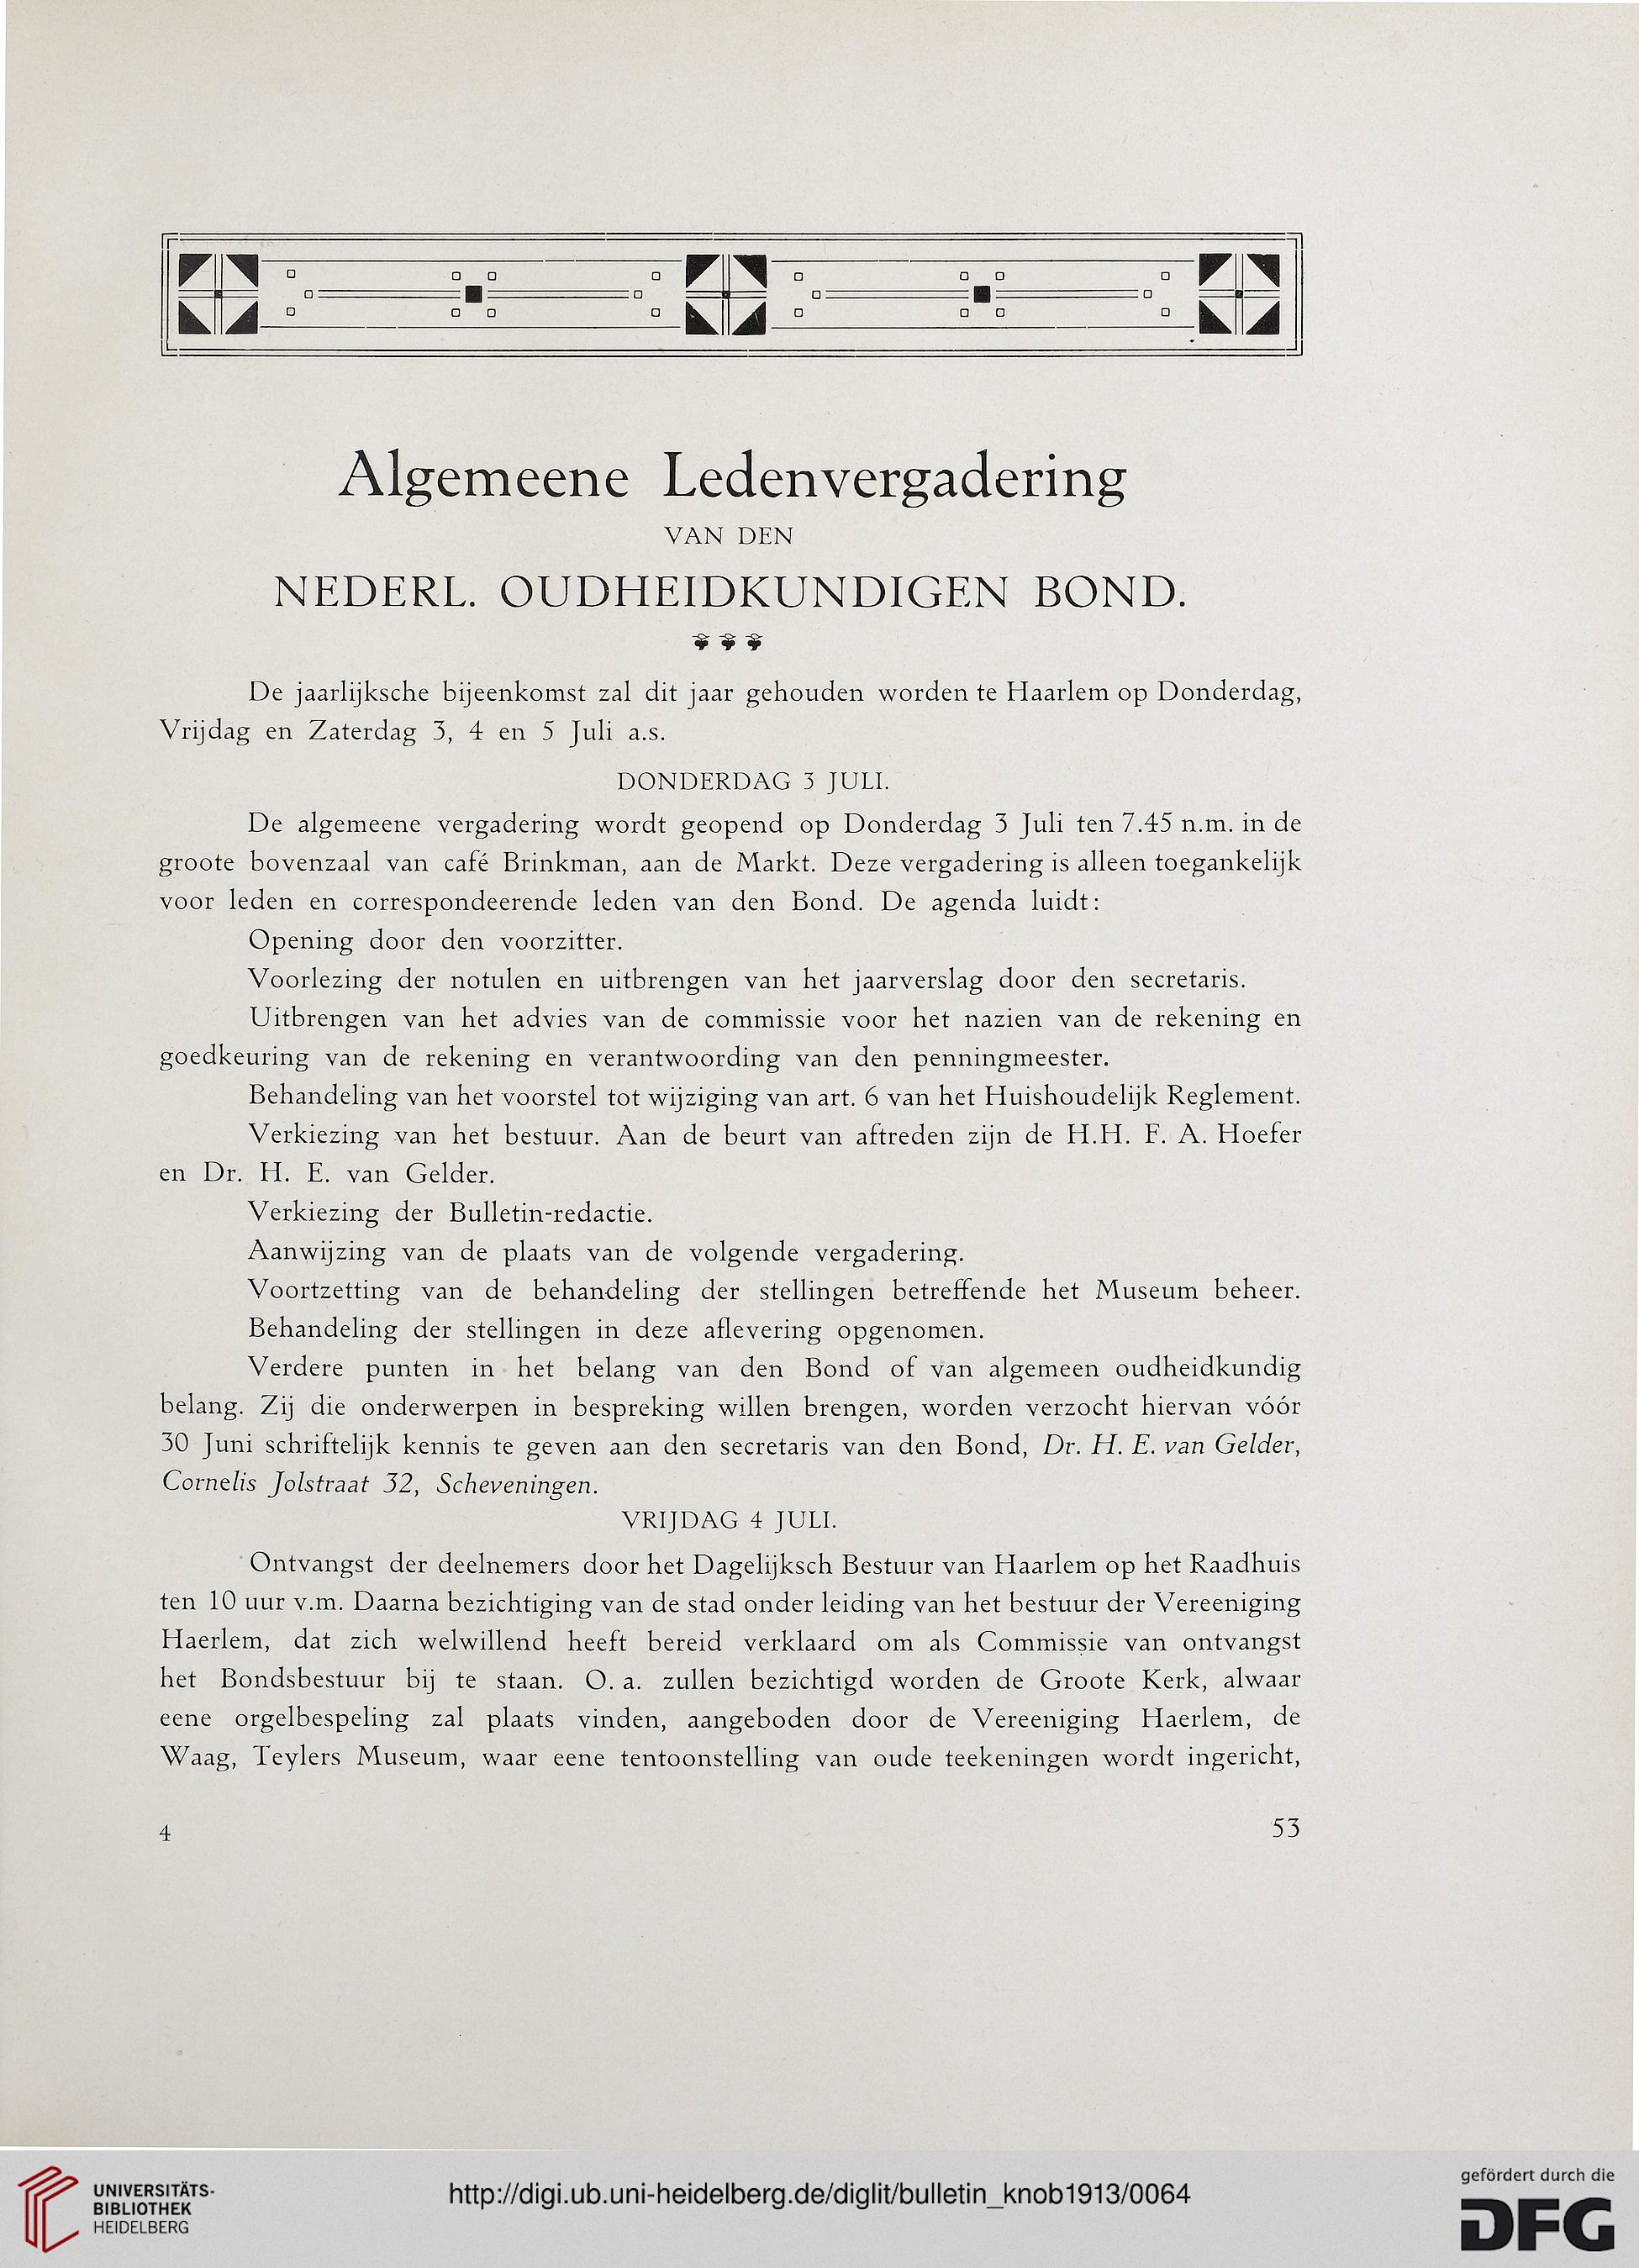 Algemeene Ledenvergadering
VAN DEN
NEDERL. OUDHEIDKUNDIGEN BOND.
De jaarlijksche bijeenkomst zal dit jaar gehouden worden te Haarlem op Donderdag,
Vrijdag en Zaterdag 3, 4 en 5 Juli a.s.
DONDERDAG 3 JULI.
De algemeene vergadering wordt geopend op Donderdag 3 Juli ten 7.45 n.m. in de
groote bovenzaal van café Brinkman, aan de Markt. Deze vergadering is alleen toegankelijk
voor leden en correspondeerende leden van den Bond. De agenda luidt:
Opening door den voorzitter.
Voorlezing der notulen en uitbrengen van het jaarverslag door den secretaris.
Uitbrengen van het advies van de commissie voor het nazien van de rekening en
goedkeuring van de rekening en verantwoording van den penningmeester.
Behandeling van het voorstel tot wijziging van art. 6 van het Huishoudelijk Reglement.
Verkiezing van het bestuur. Aan de beurt van aftreden zijn de H.H. F. A. Hoefer
en Dr. H. E. van Gelder.
Verkiezing der Bulletin-redactie.
Aanwijzing van de plaats van de volgende vergadering.
Voortzetting van de behandeling der stellingen betreffende het Museum beheer.
Behandeling der stellingen in deze aflevering opgenomen.
Verdere punten in het belang van den Bond of van algemeen oudheidkundig
belang. Zij die onderwerpen in bespreking willen brengen, worden verzocht hiervan vóór
30 Juni schriftelijk kennis te geven aan den secretaris van den Bond, Dr. H. E. van Gelder,
Cornelis Jolstraat 32, Scheveningen.
VRIJDAG 4 JULI.
Ontvangst der deelnemers door het Dagelijksch Bestuur van Haarlem op het Raadhuis
ten 10 uur v.m. Daarna bezichtiging van de stad onder leiding van het bestuur der Vereeniging
Haerlem, dat zich welwillend heeft bereid verklaard om als Commissie van ontvangst
het Bondsbestuur bij te staan. O. a. zullen bezichtigd worden de Groote Kerk, alwaar
eene orgelbespeling zal plaats vinden, aangeboden door de Vereeniging Haerlem, de
Waag, Teylers Museum, waar eene tentoonstelling van oude teekeningen wordt ingericht,
4 53
UNIVERSITÄTS-
BIBLIOTHEK
HEIDELBERG
http://digi.ub.uni-heidelberg.de/diglit/bulletin_knob1913/0064
gefördert durch die
DFG